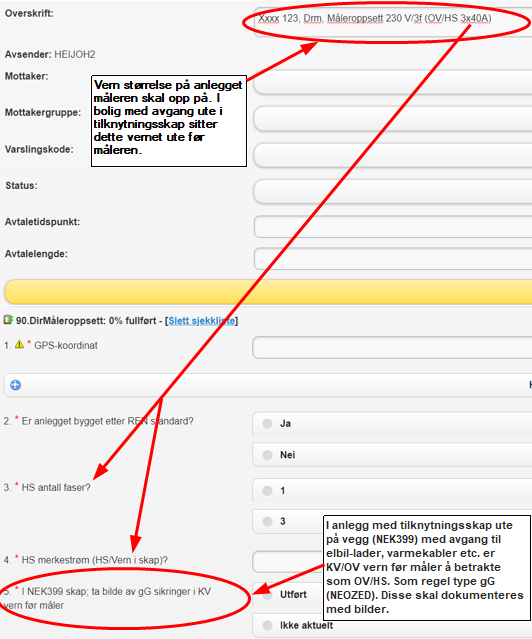 Overskrift:
Xxxx 123, Drm. Måleroppsett 230 V/3f (OV/HS 3x40A)
Avsender: HEIJOH2
Mottaker:
Vern størrelse på anlegget
måleren skal opp på. I
bolig med avgang ute i
tilknytningsskap sitter
dette vernet ute før
måleren.
Mottakergruppe:
Varslingskode:
Status:
Avtaletidspunkt:
Avtalelengde:
90.DirMåleroppsett: 0% fullført - [Slett sjekkliste]
1. * GPS-koordinat
H
2. * Er anlegget bygget etter REN standard?
Ja
Nei
3. * HS antall faser?
1
3
I anlegg med tilknytningsskap ute
på vegg (NEK399) med avgang til
elbil-lader, varmekabler etc. er
KV/OV vern før måler å betrakte
som OV/HS. Som regel type gG
(NEOZED). Disse skal dokumenteres
med bilder.
4. * HS merkestrøm (HS/Vern i skap)?
5. * I NEK399 skap; ta bilde av gG sikringer i KV
vern før måler
Utført
Ikke aktuelt